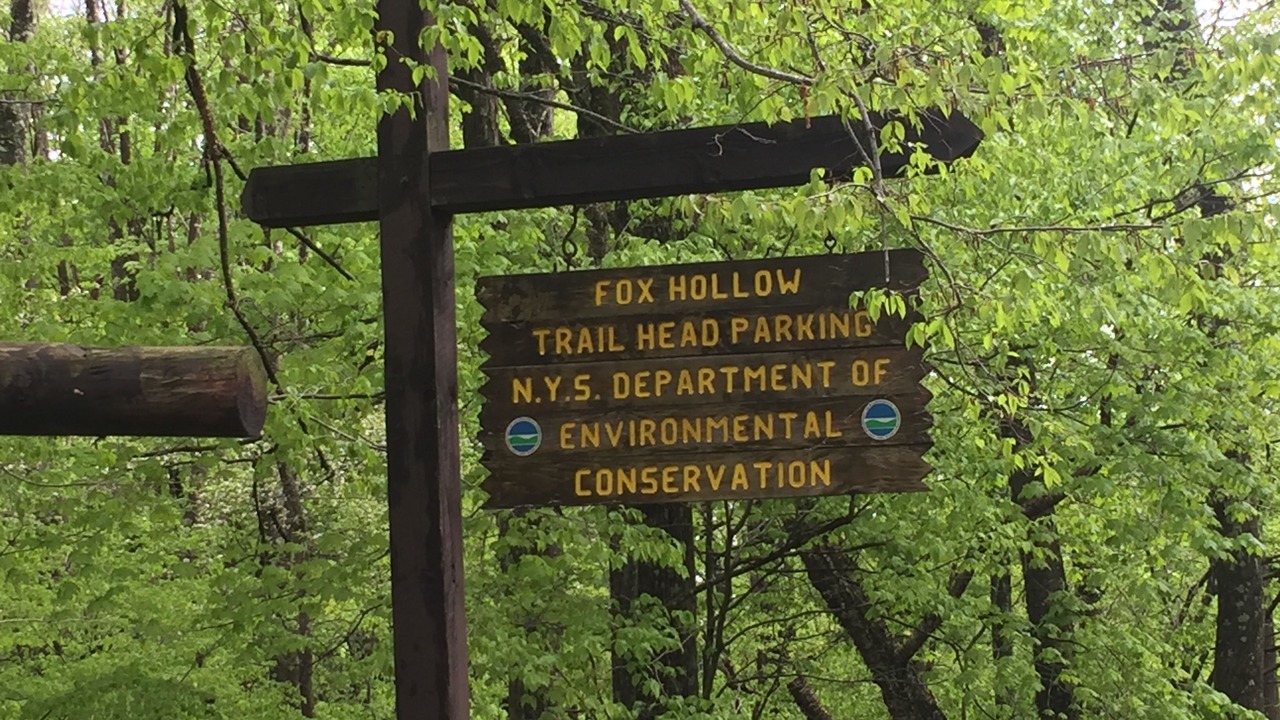 FOX HOLLOW
TRAIL HEAD PARKING
N.Y.S. DEPARTMENT OF
ENVIRONMENTAL
CONSERVATION